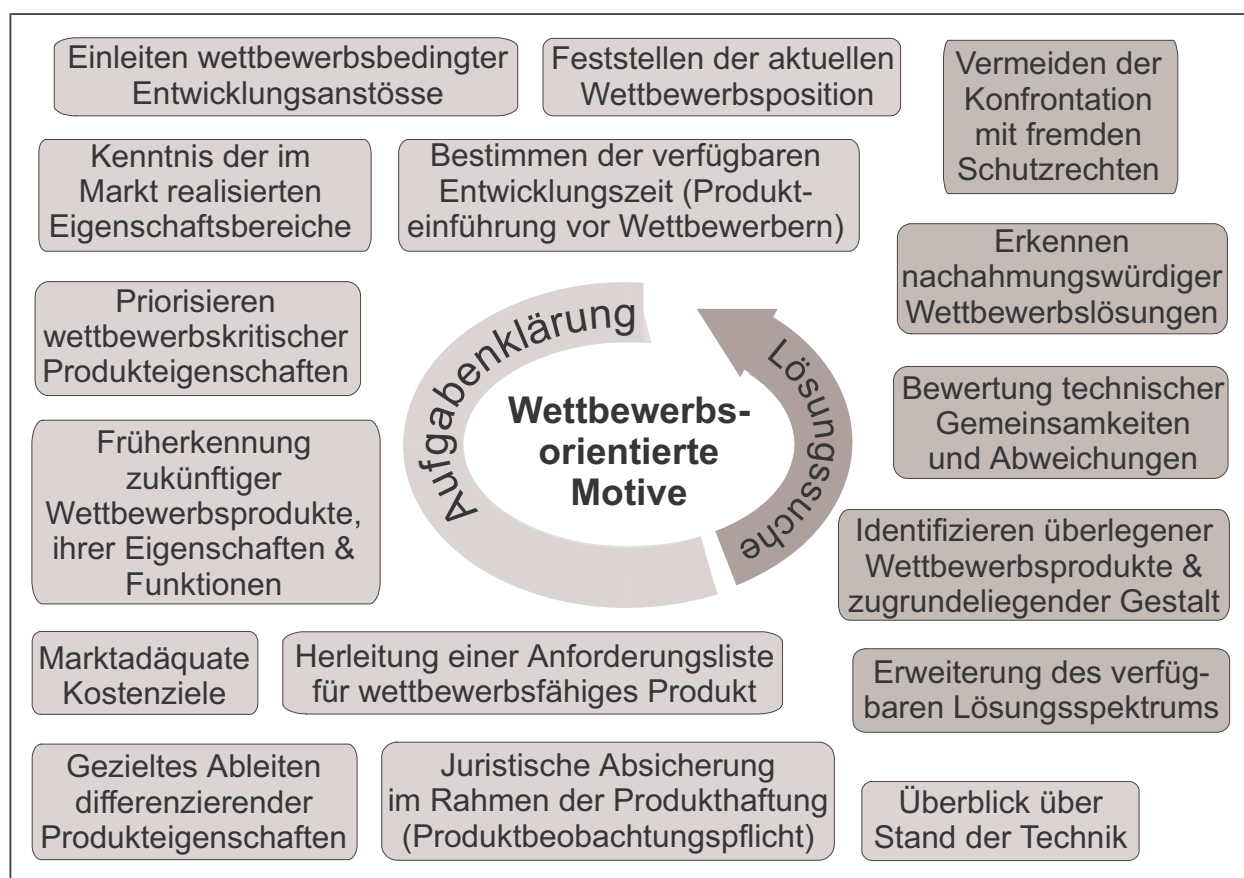 Einleiten wettbewerbsbedingter
Entwicklungsanstösse
Feststellen der aktuellen
Wettbewerbsposition
Vermeiden der
Konfrontation
mit fremden
Schutzrechten
Kenntnis der im
Markt realisierten
Eigenschaftsbereiche
Bestimmen der verfügbaren
Entwicklungszeit (Produkt-
einführung vor Wettbewerbern)
Erkennen
nachahmungswürdiger
Wettbewerbslösungen
Priorisieren
wettbewerbskritischer
Produkteigenschaften
Aufgabenklärung
Lösungssuche
Wettbewerbs-
orientierte
Motive
Bewertung technischer
Gemeinsamkeiten
und Abweichungen
Früherkennung
zukünftiger
Wettbewerbsprodukte,
ihrer Eigenschaften &
Funktionen
Identifizieren überlegener
Wettbewerbsprodukte &
zugrundeliegender Gestalt
Marktadäquate
Kostenziele
Herleitung einer Anforderungsliste
für wettbewerbsfähiges Produkt
Erweiterung des verfüg-
baren Lösungsspektrums
Gezieltes Ableiten
differenzierender
Produkteigenschaften
Juristische Absicherung
im Rahmen der Produkthaftung
(Produktbeobachtungspflicht)
Überblick über
Stand der Technik